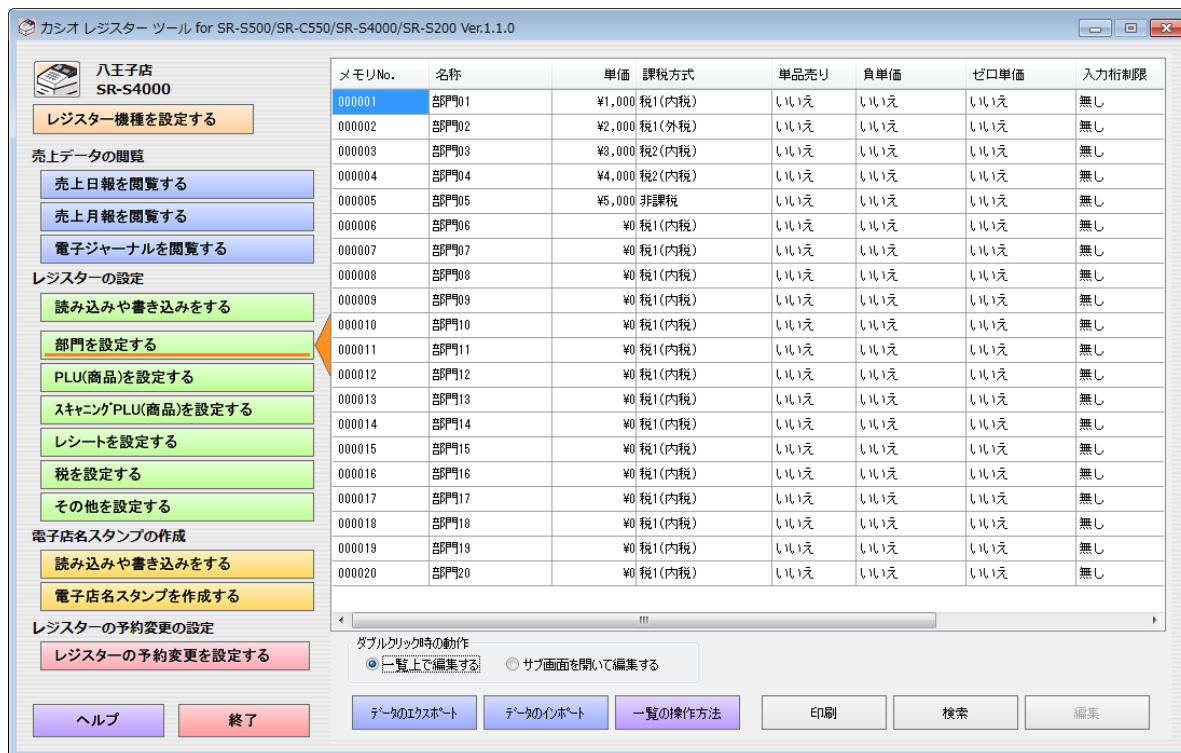 カシオ レジスター ツール for SR-S500/SR-C550/SR-S4000/SR-S200 Ver.1.1.0
八王子店
SR-S4000
レジスター機種を設定する
売上データの閲覧
売上日報を閲覧する
売上月報を閲覧する
電子ジャーナルを閲覧する
レジスターの設定
読み込みや書き込みをする
部門を設定する
PLU(商品)を設定する
スキャニングPLU(商品)を設定する
レシートを設定する
税を設定する
その他を設定する
電子店名スタンプの作成
読み込みや書き込みをする
電子店名スタンプを作成する
レジスターの予約変更の設定
レジスターの予約変更を設定する
ヘルプ 終了
メモリNo. 名称 単価 課税方式 単品売り 負単価 ゼロ単価 入力桁制限
000001 部門01 ¥1,000 税1(内税) いいえ いいえ いいえ 無し
000002 部門02 ¥2,000 税1(外税) いいえ いいえ いいえ 無し
000003 部門03 ¥3,000 税2(内税) いいえ いいえ いいえ 無し
000004 部門04 ¥4,000 税2(内税) いいえ いいえ いいえ 無し
000005 部門05 ¥5,000 非課税 いいえ いいえ いいえ 無し
000006 部門06 ¥0 税1(内税) いいえ いいえ いいえ 無し
000007 部門07 ¥0 税1(内税) いいえ いいえ いいえ 無し
000008 部門08 ¥0 税1(内税) いいえ いいえ いいえ 無し
000009 部門09 ¥0 税1(内税) いいえ いいえ いいえ 無し
000010 部門10 ¥0 税1(内税) いいえ いいえ いいえ 無し
000011 部門11 ¥0 税1(内税) いいえ いいえ いいえ 無し
000012 部門12 ¥0 税1(内税) いいえ いいえ いいえ 無し
000013 部門13 ¥0 税1(内税) いいえ いいえ いいえ 無し
000014 部門14 ¥0 税1(内税) いいえ いいえ いいえ 無し
000015 部門15 ¥0 税1(内税) いいえ いいえ いいえ 無し
000016 部門16 ¥0 税1(内税) いいえ いいえ いいえ 無し
000017 部門17 ¥0 税1(内税) いいえ いいえ いいえ 無し
000018 部門18 ¥0 税1(内税) いいえ いいえ いいえ 無し
000019 部門19 ¥0 税1(内税) いいえ いいえ いいえ 無し
000020 部門20 ¥0 税1(内税) いいえ いいえ いいえ 無し
ダブルクリック時の動作
一覧上で編集する サブ画面を開いて編集する
データのエクスポート データのインポート 一覧の操作方法 印刷 検索 編集